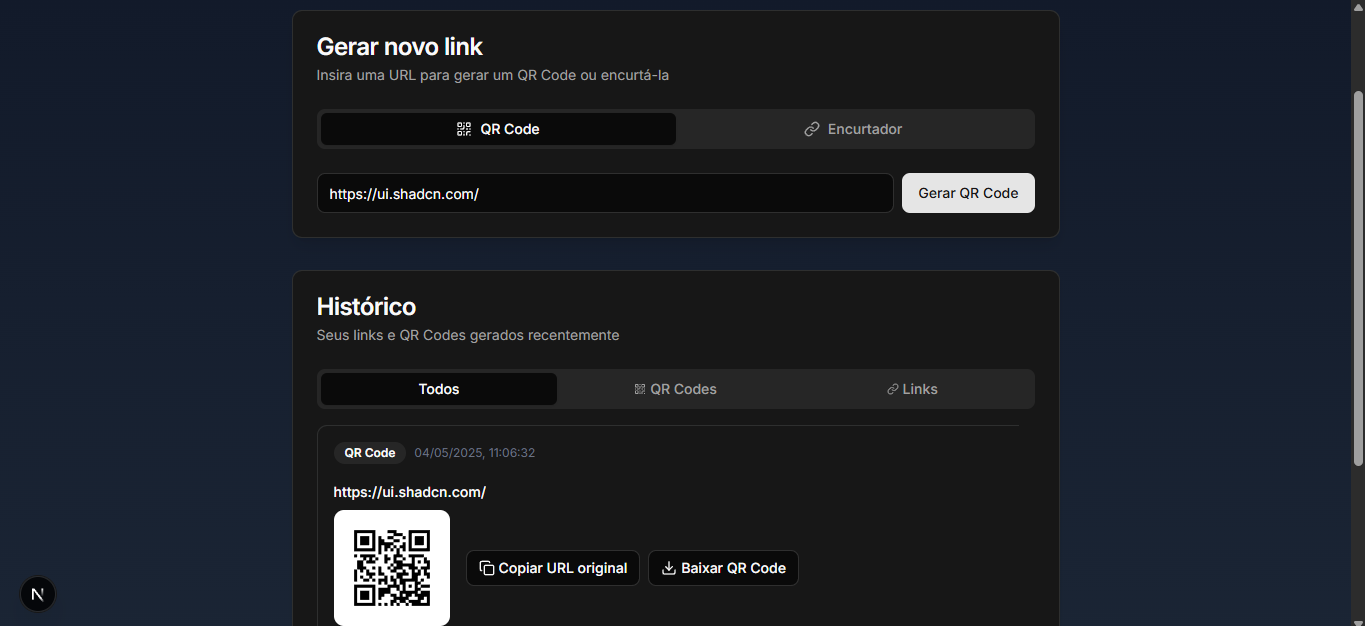 Gerar novo link
Insira uma URL para gerar um QR Code ou encurtá-la
QR Code
Encurtador
https://ui.shadcn.com/
Gerar QR Code
Histórico
Seus links e QR Codes gerados recentemente
Todos
QR Codes
Links
QR Code 04/05/2025, 11:06:32
https://ui.shadcn.com/
Copiar URL original
Baixar QR Code
N